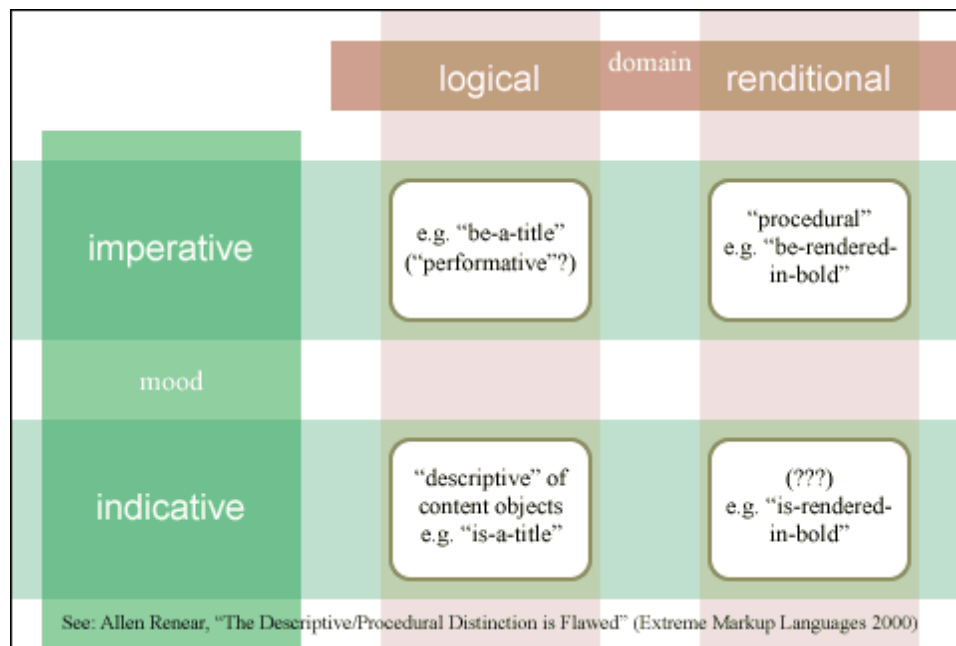 logical
domain
renditional
imperative
e.g. “be-a-title”
(“performative”?)
“procedural”
e.g. “be-rendered-
in-bold”
mood
indicative
“descriptive” of
content objects
e.g. “is-a-title”
(???)
e.g. “is-rendered-
in-bold”
See: Allen Renear, “The Descriptive/Procedural Distinction is Flawed” (Extreme Markup Languages 2000)